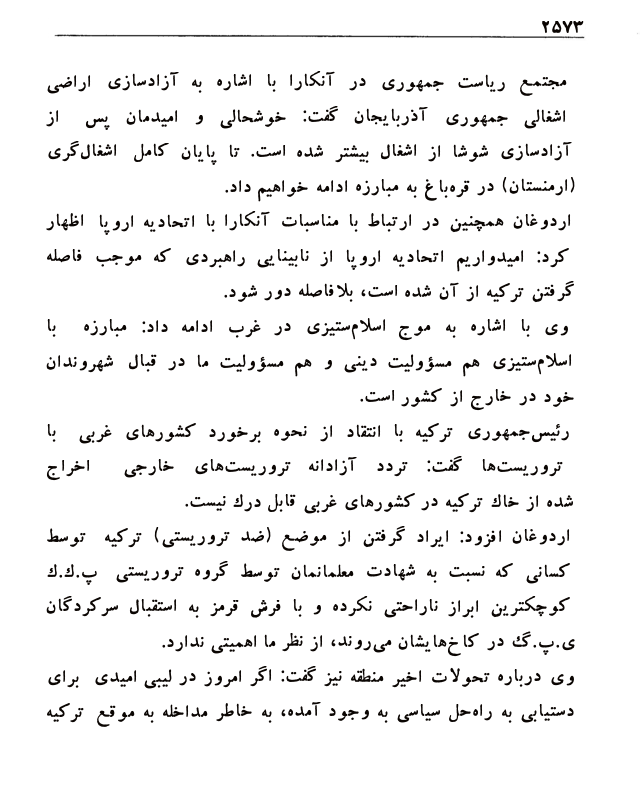 ۲۵۷۳
مجتمع ریاست جمهوری در آنکارا با اشاره به آزادسازی اراضی
اشغالی جمهوری آذربایجان گفت: خوشحالی و امیدمان پس از
آزادسازی شوشا از اشغال بیشتر شده است. تا پایان کامل اشغال‌گری
(ارمنستان) در قره‌باغ به مبارزه ادامه خواهیم داد.
اردوغان همچنین در ارتباط با مناسبات آنکارا با اتحادیه اروپا اظهار
کرد: امیدواریم اتحادیه اروپا از نابینایی راهبردی که موجب فاصله
گرفتن ترکیه از آن شده است، بلافاصله دور شود.
وی با اشاره به موج اسلام‌ستیزی در غرب ادامه داد: مبارزه با
اسلام‌ستیزی هم مسؤولیت دینی و هم مسؤولیت ما در قبال شهروندان
خود در خارج از کشور است.
رئیس‌جمهوری ترکیه با انتقاد از نحوه برخورد کشورهای غربی با
تروریست‌ها گفت: تردد آزادانه تروریست‌های خارجی اخراج
شده از خاك ترکیه در کشورهای غربی قابل درك نیست.
اردوغان افزود: ایراد گرفتن از موضع (ضد تروریستی) ترکیه توسط
کسانی که نسبت به شهادت معلمانمان توسط گروه تروریستی پ.ك.ك
کوچکترین ابراز ناراحتی نکرده و با فرش قرمز به استقبال سرکردگان
ی.پ.گ در کاخ‌هایشان می‌روند، از نظر ما اهمیتی ندارد.
وی درباره تحولات اخیر منطقه نیز گفت: اگر امروز در لیبی امیدی برای
دستیابی به راه‌حل سیاسی به وجود آمده، به خاطر مداخله به موقع ترکیه